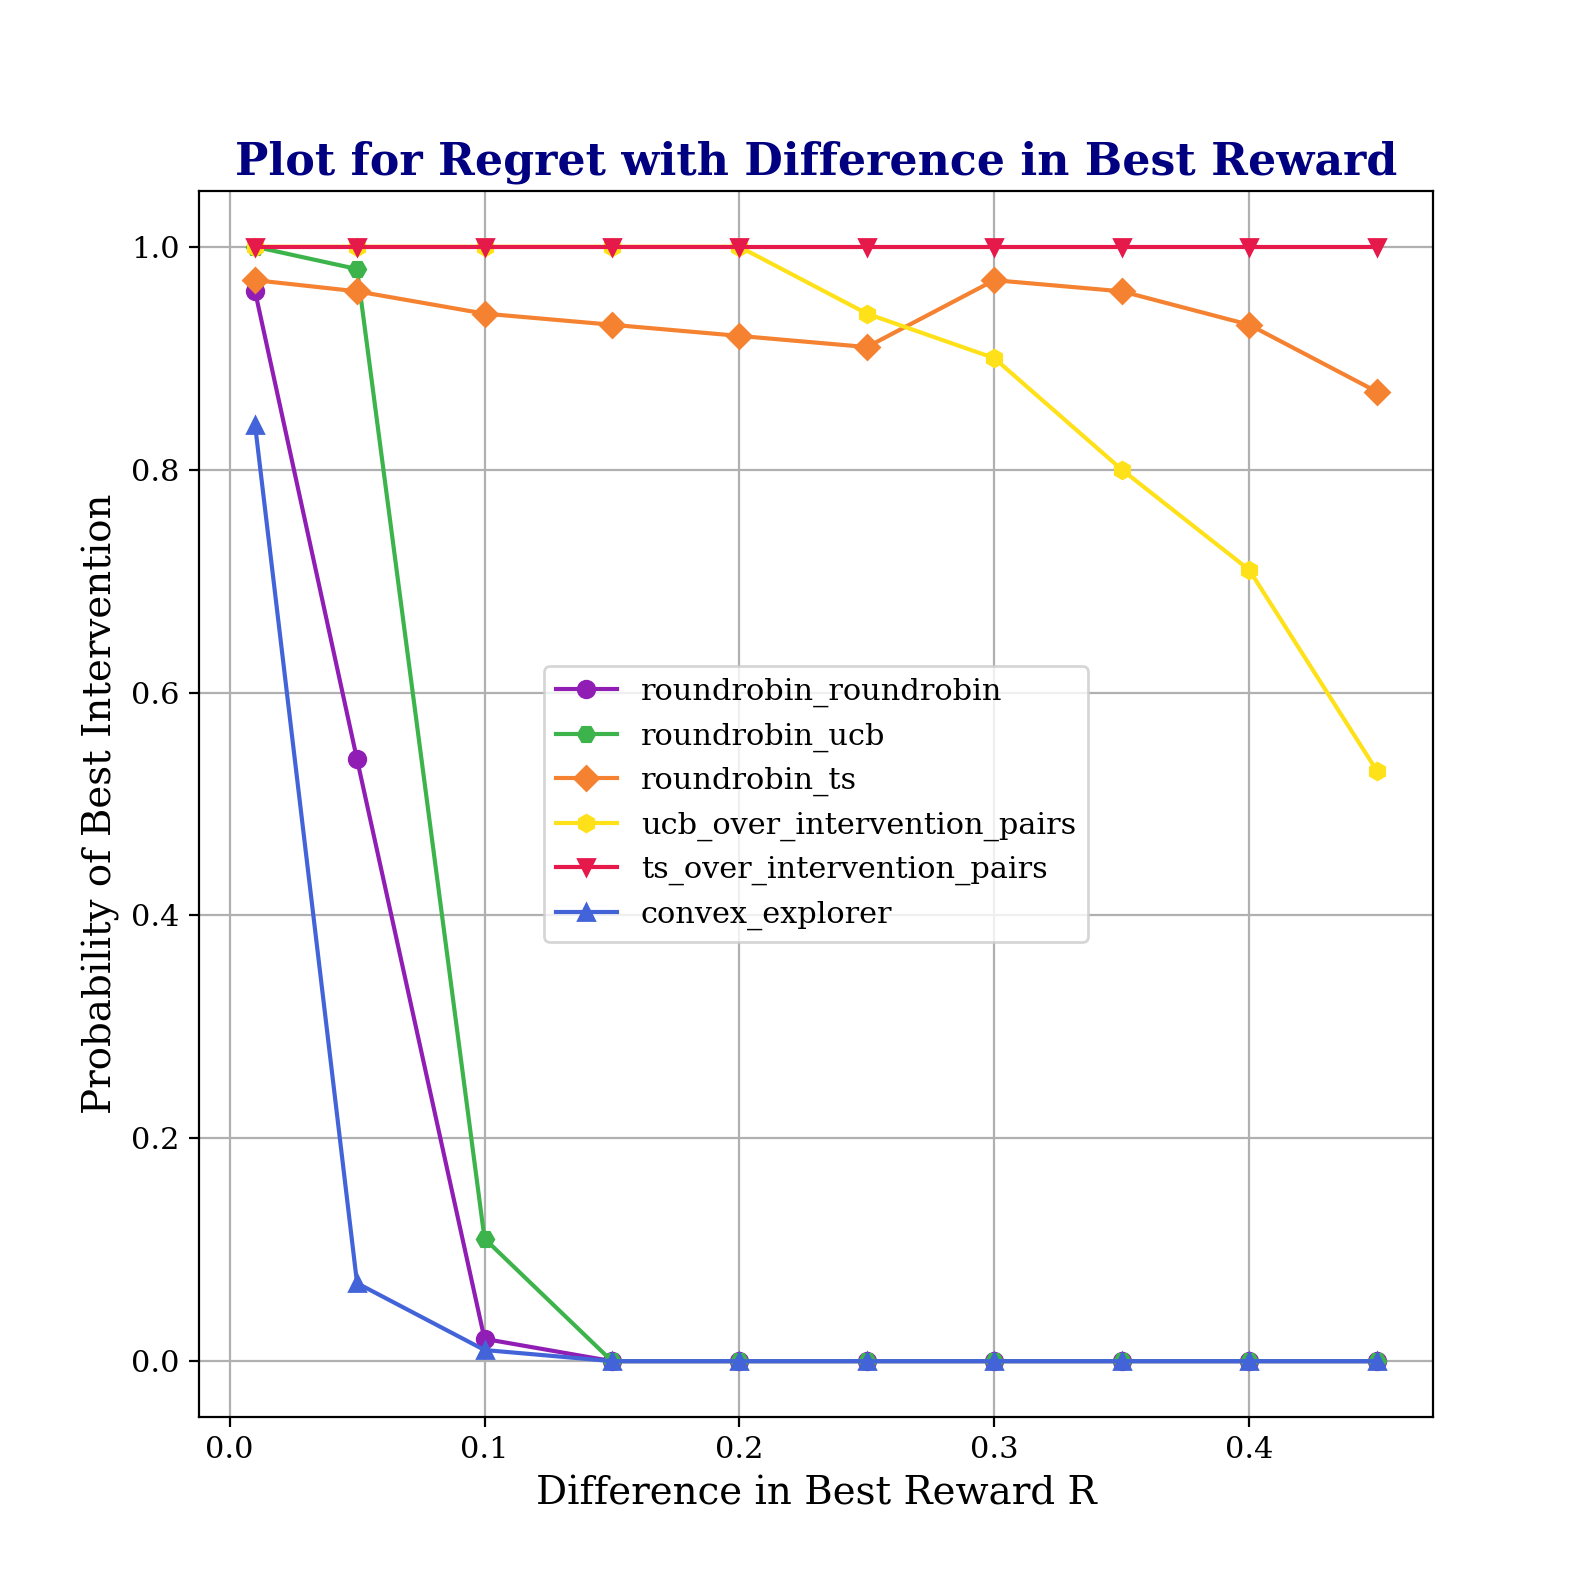 Plot for Regret with Difference in Best Reward
Probability of Best Intervention
1.0
0.8
0.6
0.4
0.2
0.0
roundrobin_roundrobin
roundrobin_ucb
roundrobin_ts
ucb_over_intervention_pairs
ts_over_intervention_pairs
convex_explorer
0.0 0.1 0.2 0.3 0.4
Difference in Best Reward R